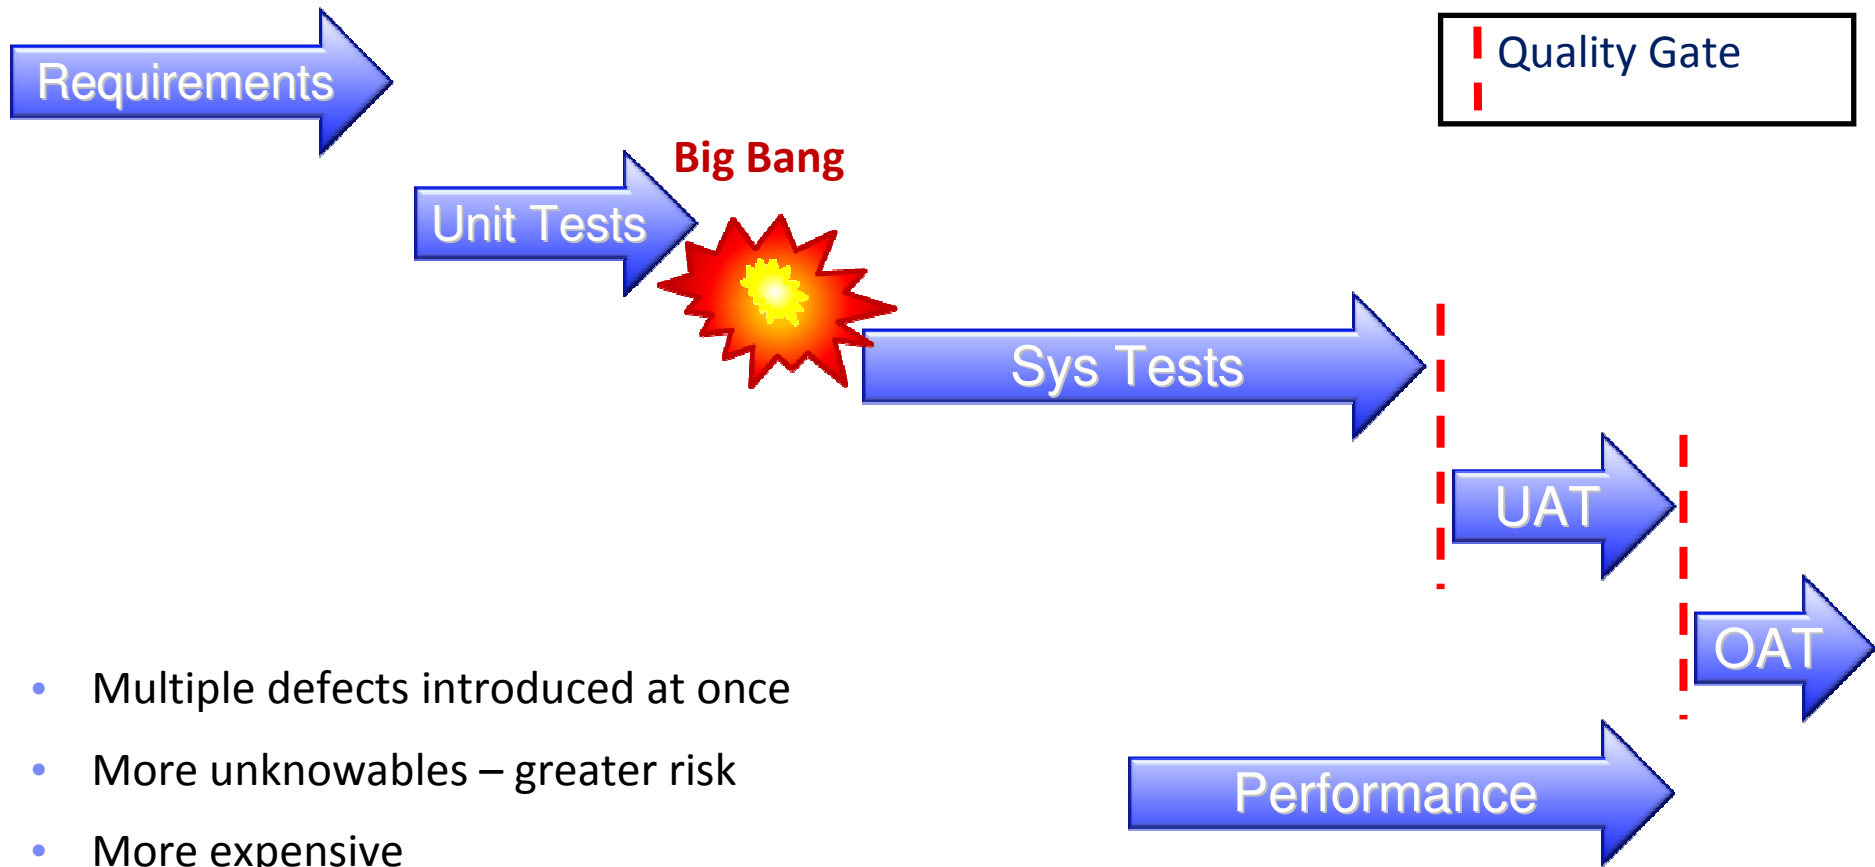 Requirements
Quality Gate
Big Bang
Unit Tests
Sys Tests
UAT
OAT
• Multiple defects introduced at once
• More unknowables – greater risk
• More expensive
Performance